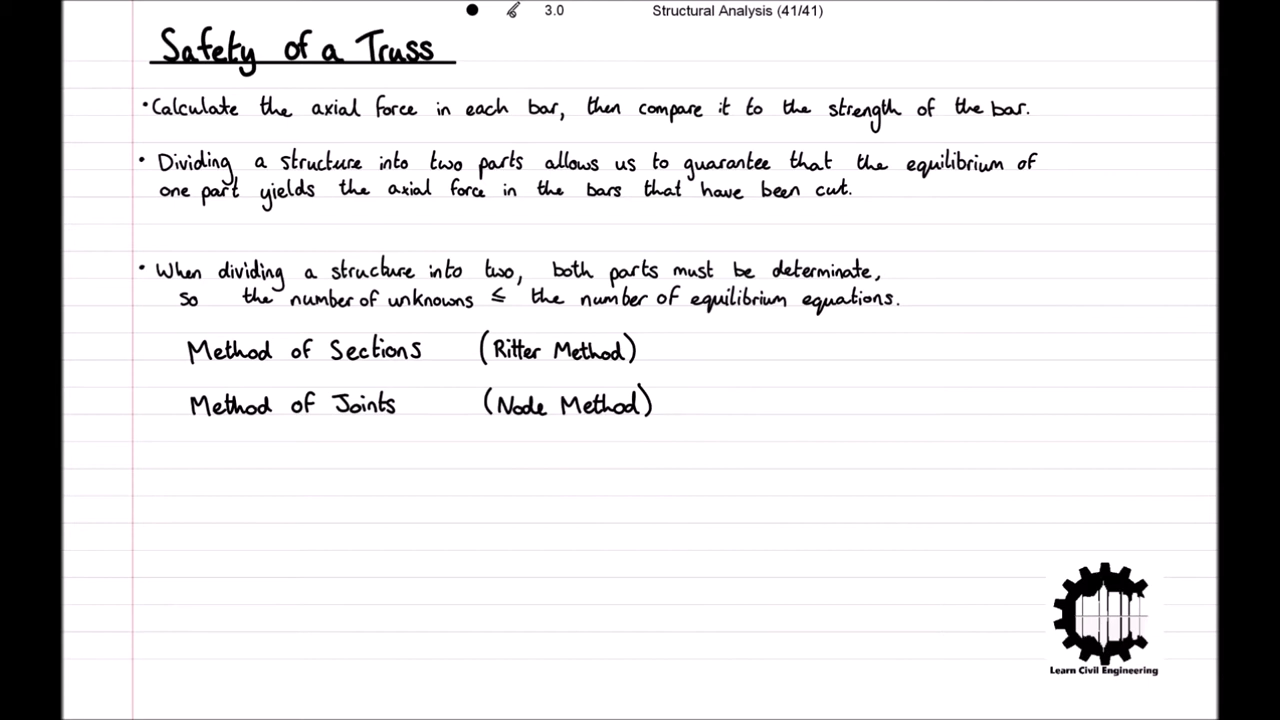 3.0 Structural Analysis (41/41)
Safety of a Truss
• Calculate the axial force in each bar, then compare it to the strength of the bar.
• Dividing a structure into two parts allows us to guarantee that the equilibrium of
one part yields the axial force in the bars that have been cut.
• When dividing a structure into two, both parts must be determinate,
so the number of unknowns ≤ the number of equilibrium equations.
Method of Sections (Ritter Method)
Method of Joints (Node Method)
Learn Civil Engineering